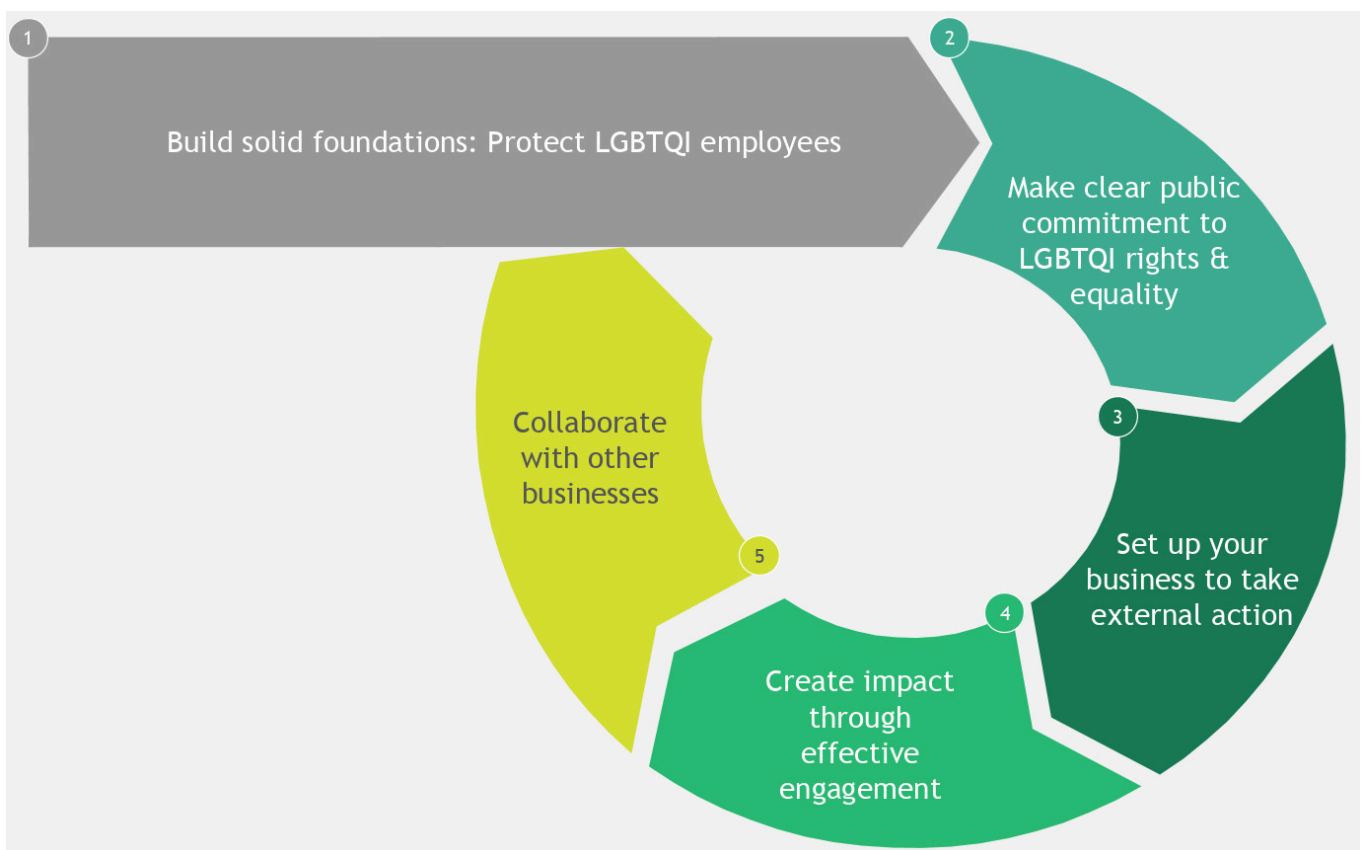 1
Build solid foundations: Protect LGBTQI employees
2
Make clear public
commitment to
LGBTQI rights &
equality
3
Set up your
business to take
external action
4
Create impact
through
effective
engagement
5
Collaborate
with other
businesses